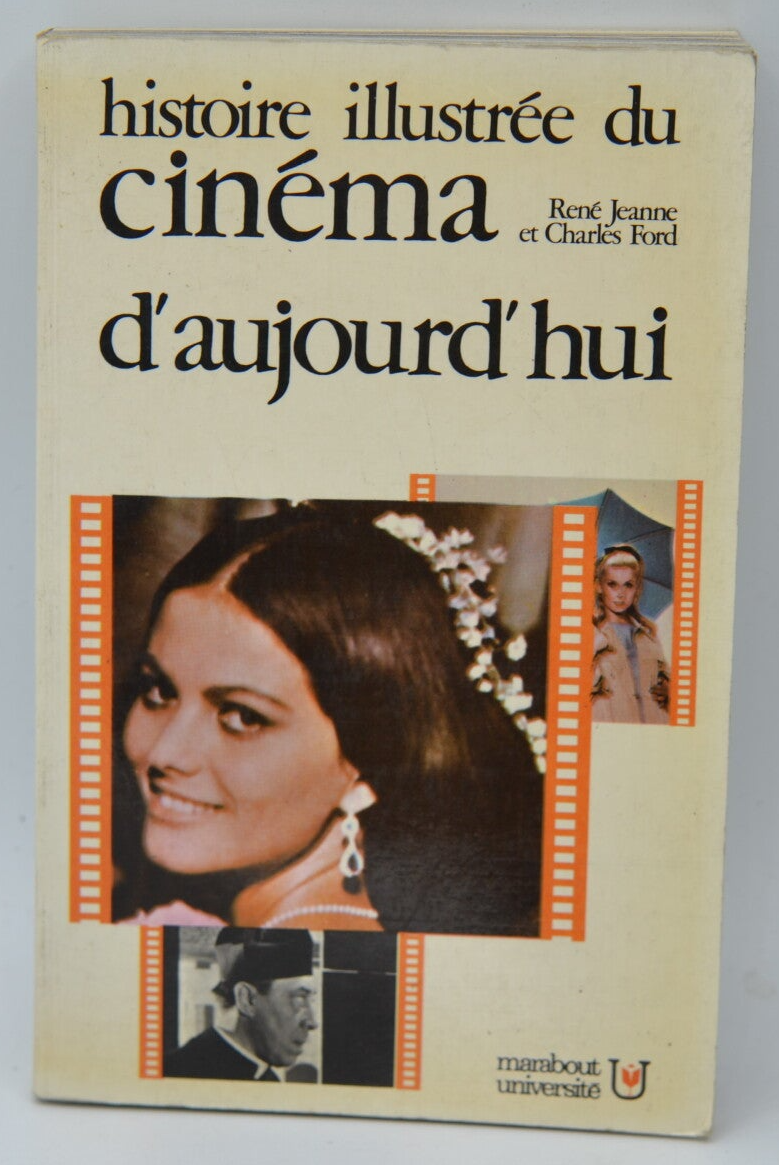 histoire illustrée du
cinéma
René Jeanne
et Charles Ford
d'aujourd'hui
marabout
université